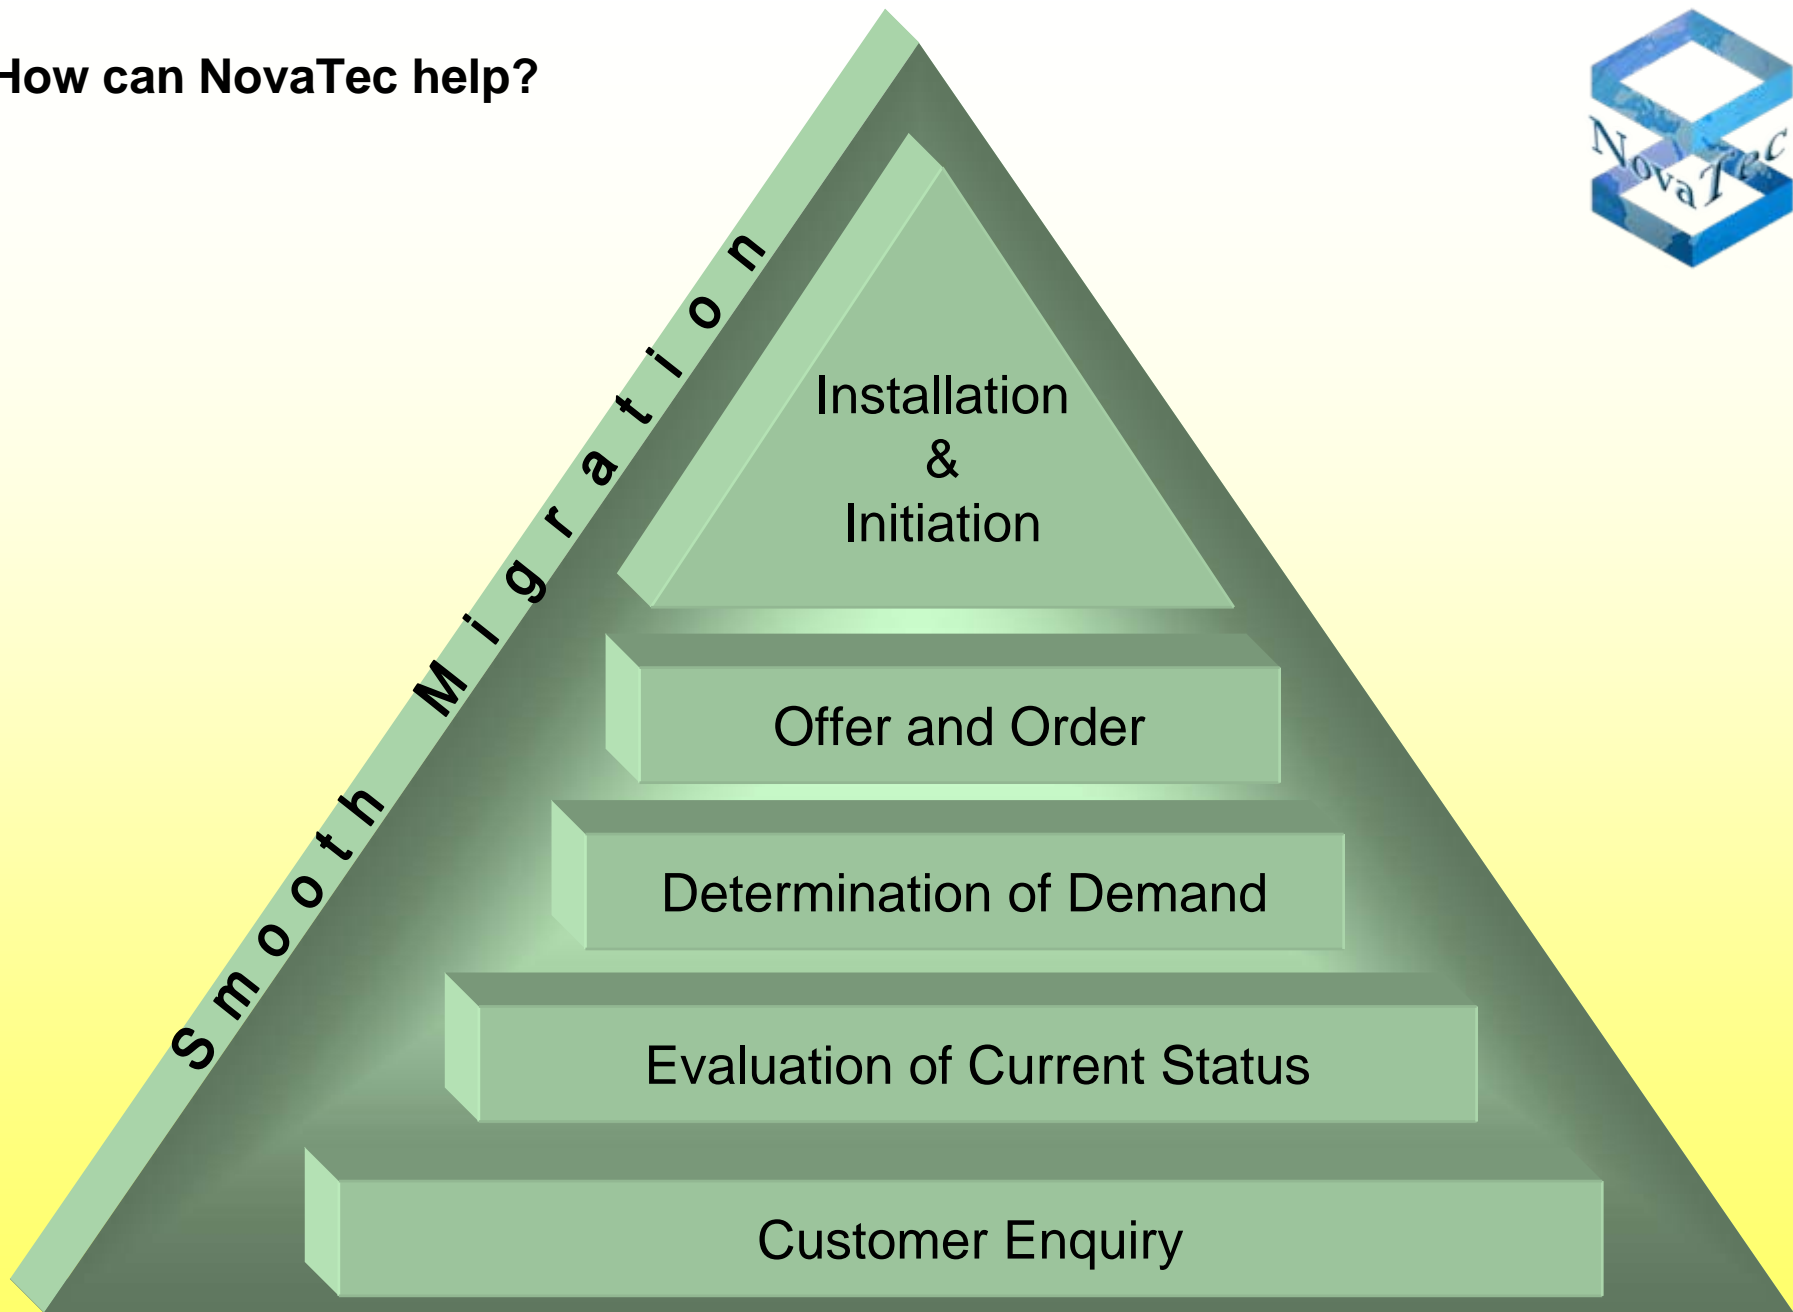 How can NovaTec help?
NovaTec
Smooth Migration
Installation
&
Initiation
Offer and Order
Determination of Demand
Evaluation of Current Status
Customer Enquiry